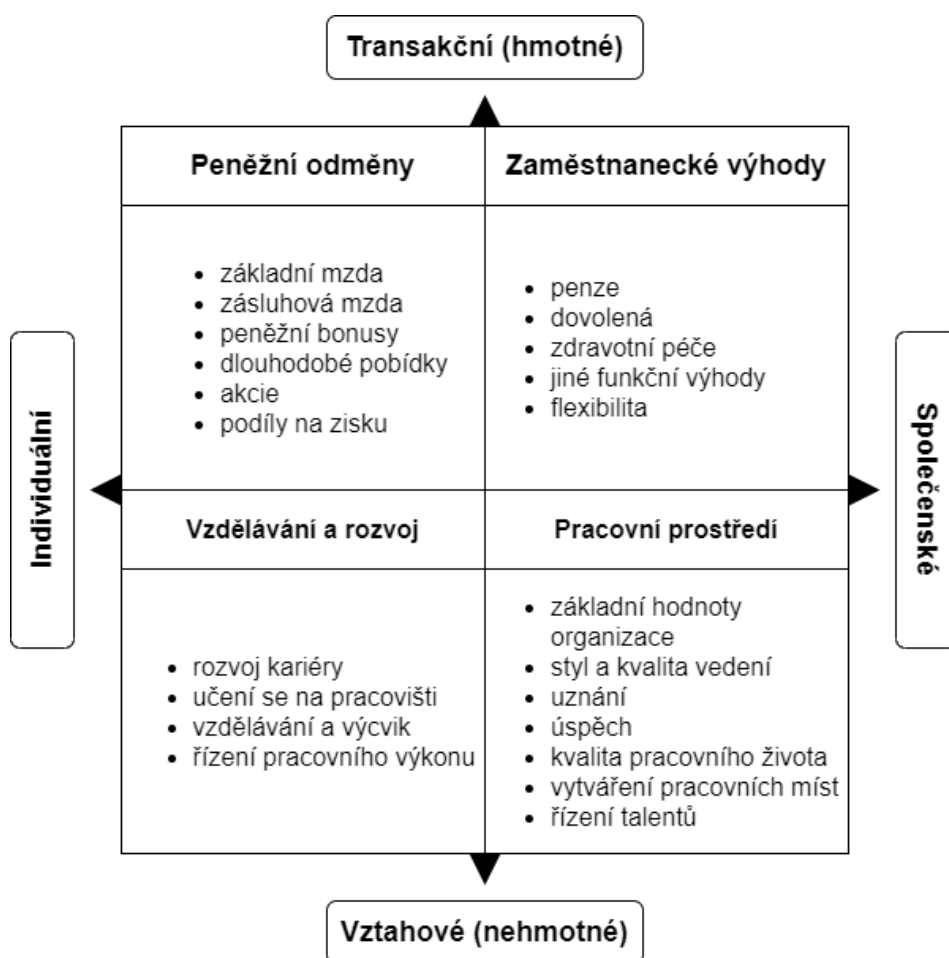 Transakční (hmotné)
Peněžní odměny
Zaměstnanecké výhody
• základní mzda
• zásluhová mzda
• peněžní bonusy
• dlouhodobé pobídky
• akcie
• podíly na zisku
• penze
• dovolená
• zdravotní péče
• jiné funkční výhody
• flexibilita
Individuální
Společenské
Vzdělávání a rozvoj
Pracovní prostředí
• rozvoj kariéry
• učení se na pracovišti
• vzdělávání a výcvik
• řízení pracovního výkonu
• základní hodnoty
organizace
• styl a kvalita vedení
• uznání
• úspěch
• kvalita pracovního života
• vytváření pracovních míst
• řízení talentů
Vztahové (nehmotné)